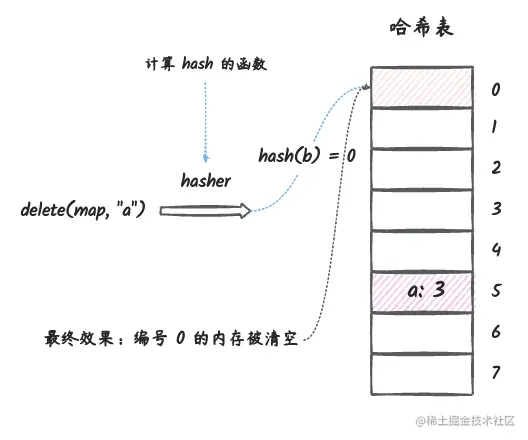 哈希表
计算 hash 的函数
0
1
hash(b) = 0
2
hasher
delete(map, "a")
3
4
a: 3
5
最终效果：编号 0 的内存被清空
6
7
@稀土掘金技术社区